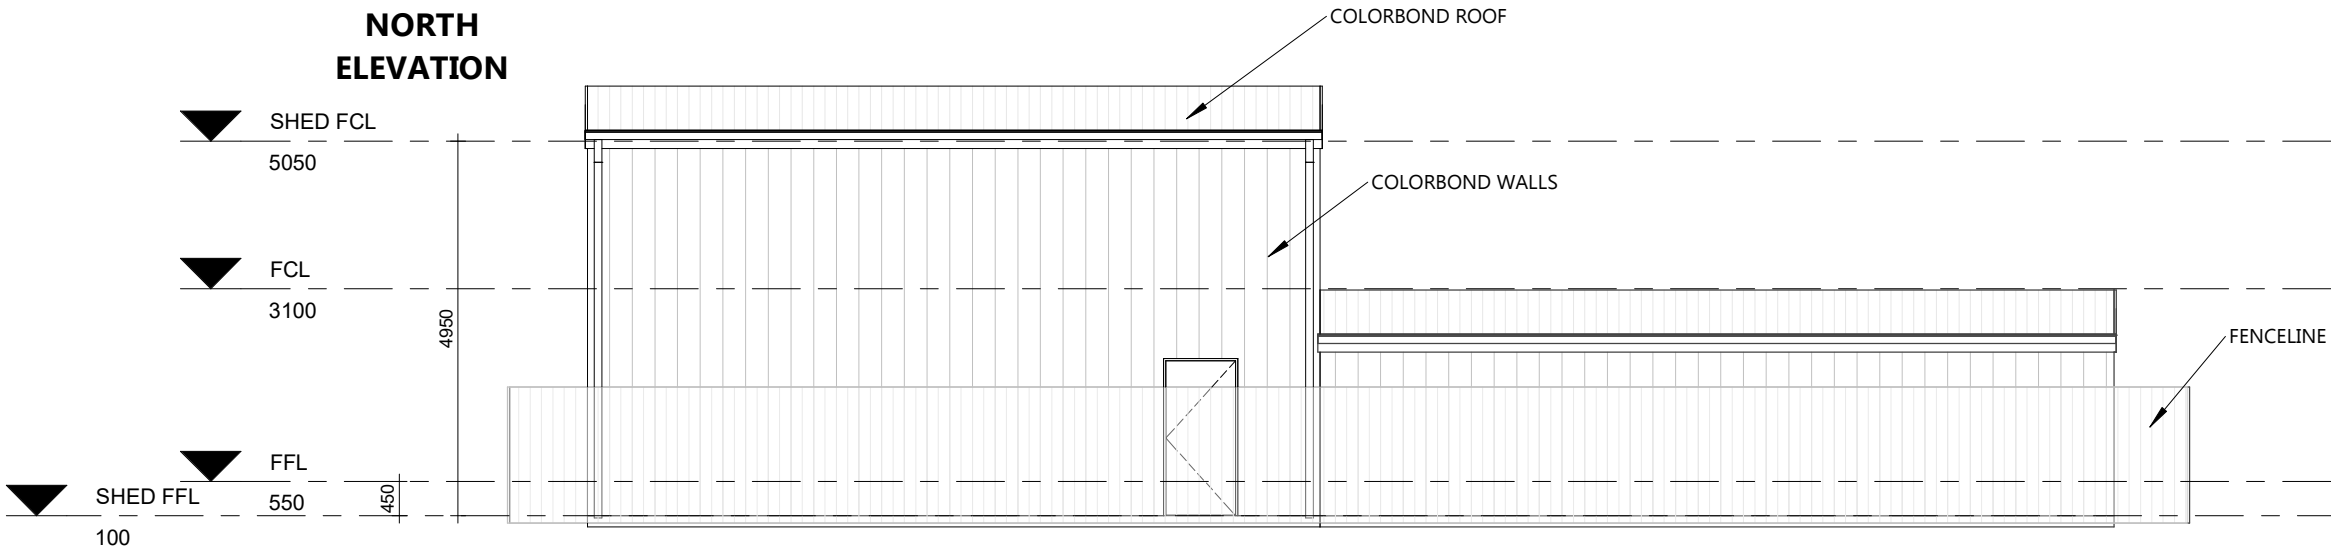 NORTH
ELEVATION
COLORBOND ROOF
SHED FCL
5050
COLORBOND WALLS
FCL
3100
4950
FENCELINE
FFL
550
450
SHED FFL
100